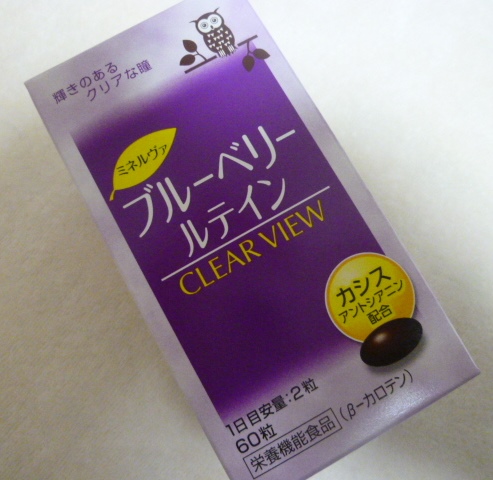 輝きのある
クリアな瞳
ミネルヴァ
ブルーベリー
ルテイン
CLEAR VIEW
カシス
アントシアニン
配合
1日目安量:2粒
60粒
栄養機能食品 (β-カロテン)